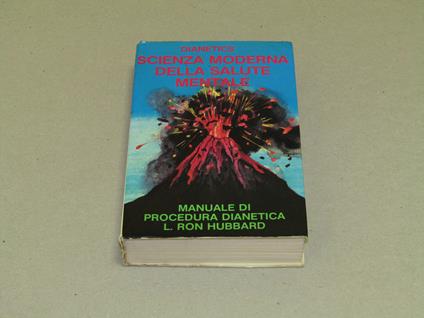 DIANETICS
SCIENZA MODERNA
DELLA SALUTE
MENTALE
MANUALE DI
PROCEDURA DIANETICA
L. RON HUBBARD